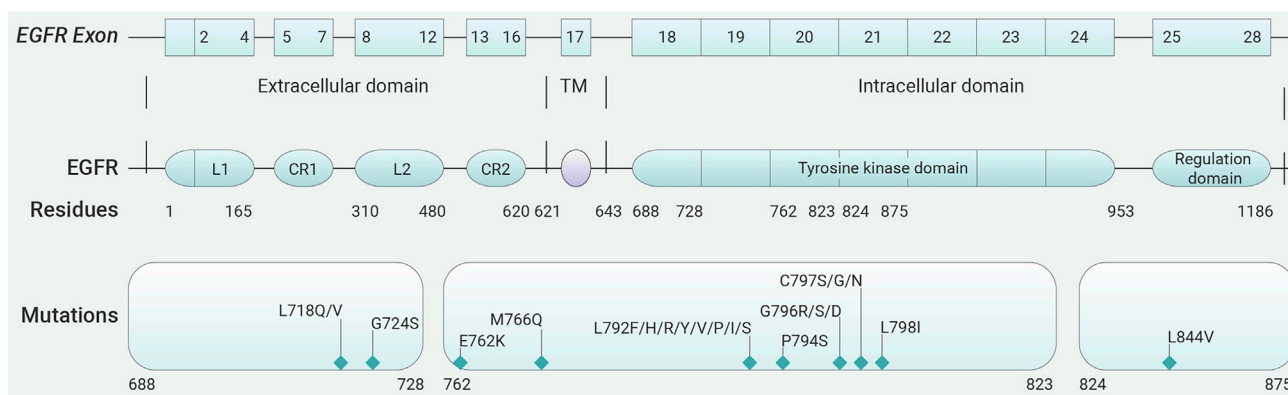 EGFR Exon 2 4 5 7 8 12 13 16 17 18 19 20 21 22 23 24 25 28
Extracellular domain TM Intracellular domain
EGFR L1 CR1 L2 CR2 Tyrosine kinase domain Regulation
domain
Residues 1 165 310 480 620 621 643 688 728 762 823 824 875 953 1186
C797S/G/N
L718Q/V G796R/S/D
Mutations M766Q G724S L792F/H/R/Y/V/P/I/S L798I
E762K P794S L844V
688 728 762 823 824 875